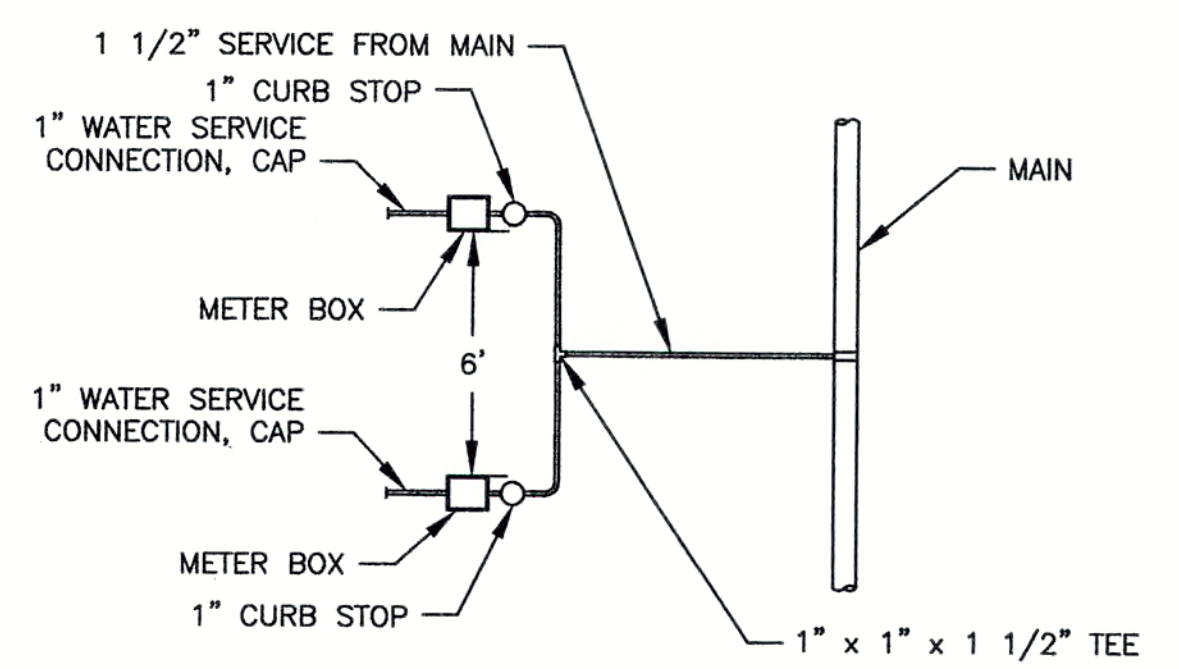 1 1/2" SERVICE FROM MAIN
1" CURB STOP
1" WATER SERVICE
CONNECTION, CAP
MAIN
METER BOX
6'
1" WATER SERVICE
CONNECTION, CAP
METER BOX
1" CURB STOP
1" x 1" x 1 1/2" TEE